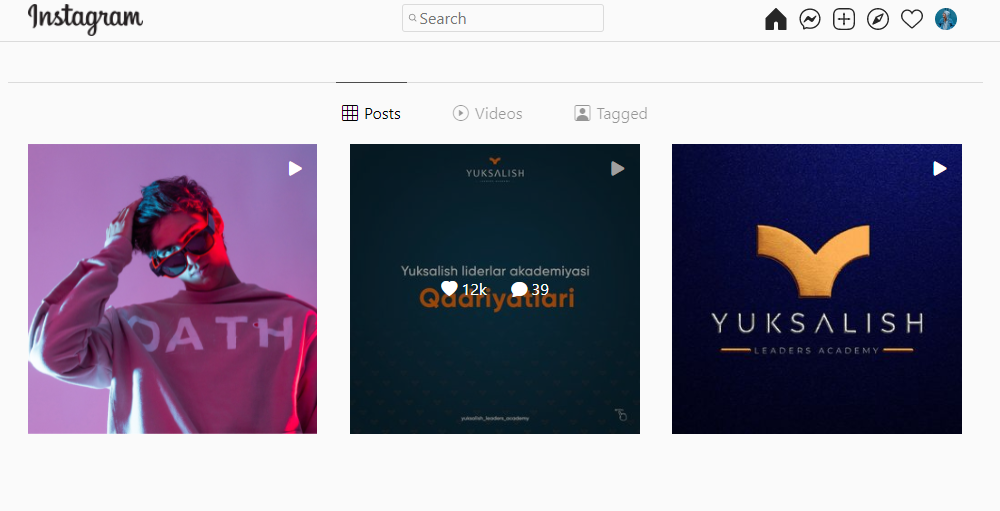 Instagram
Search
Posts
Videos
Tagged
OATH
YUKSALISH
Yuksalish liderlar akademiyasi
Qadriyatlari
12k
39
yuksalish_leaders_academy
YUKSALISH
LEADERS ACADEMY